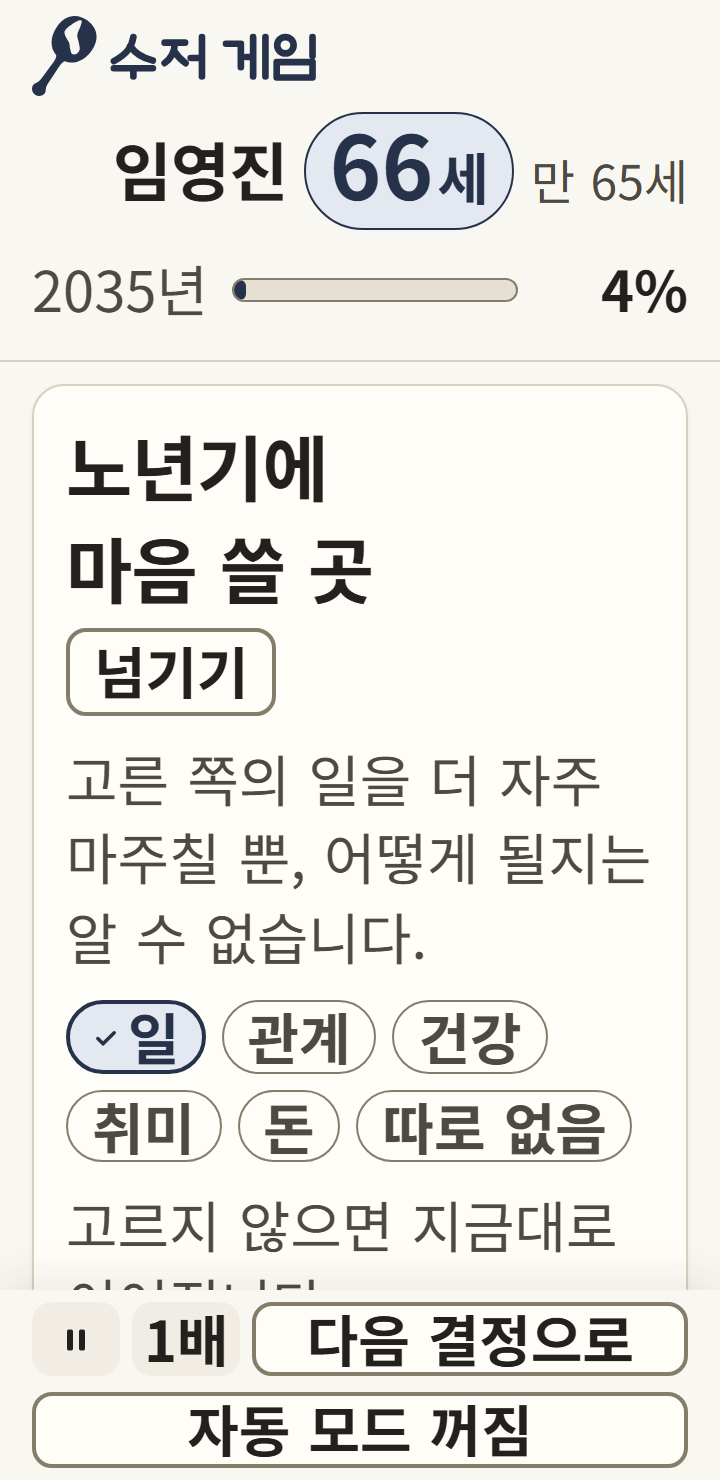 수저 게임
임영진 66세 만 65세
2035년 4%
노년기에
마음 쓸 곳
넘기기
고른 쪽의 일을 더 자주
마주칠 뿐, 어떻게 될지는
알 수 없습니다.
일 관계 건강
취미 돈 따로 없음
고르지 않으면 지금대로
1배 다음 결정으로
자동 모드 꺼짐